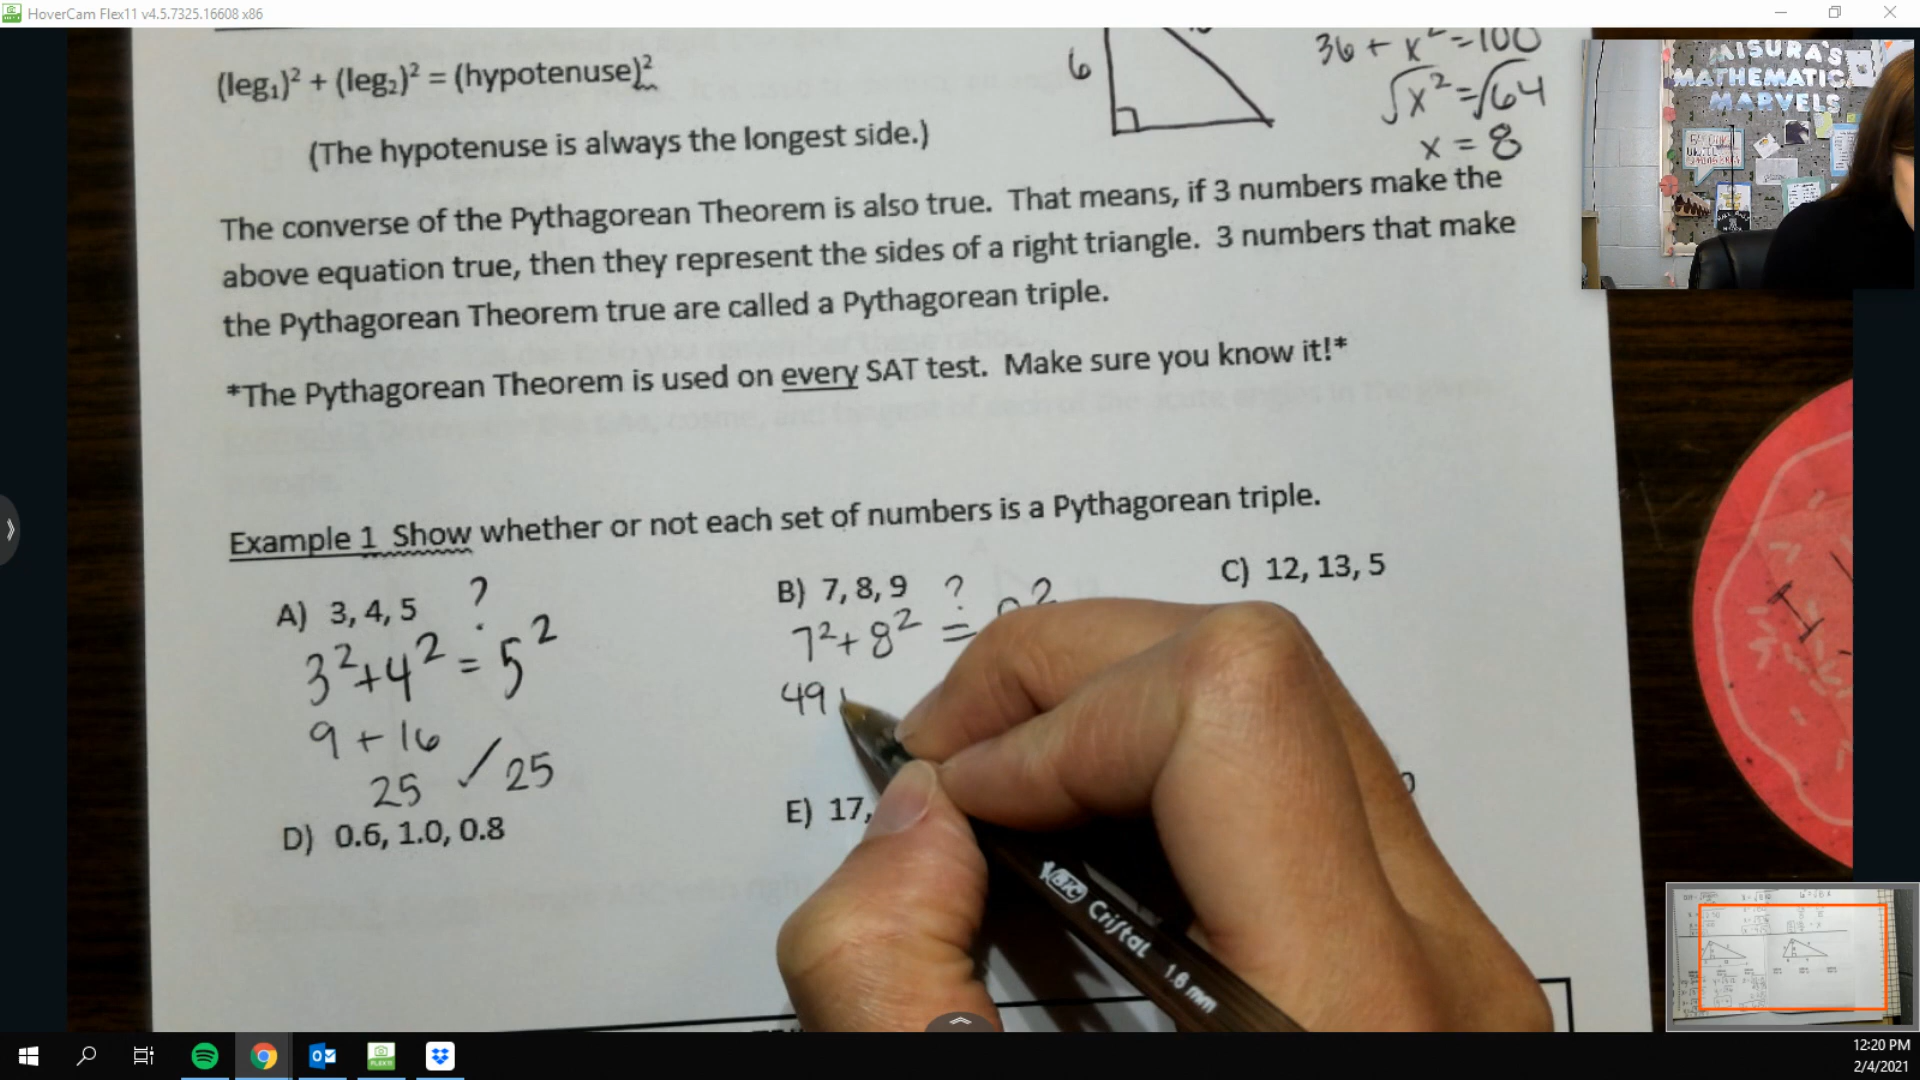 HoverCam Flex11 v4.5.7325.16608 x86
(leg₁)² + (leg₂)² = (hypotenuse)²
6
36 + x² = 100
√x² = √64
x = 8
(The hypotenuse is always the longest side.)
MISURA'S
MATHEMATIC
MARVELS
The converse of the Pythagorean Theorem is also true. That means, if 3 numbers make the
above equation true, then they represent the sides of a right triangle. 3 numbers that make
the Pythagorean Theorem true are called a Pythagorean triple.
*The Pythagorean Theorem is used on every SAT test. Make sure you know it!*
Example 1 Show whether or not each set of numbers is a Pythagorean triple.
A) 3, 4, 5 ?
3² + 4² = 5²
9 + 16
25 ✓ 25
B) 7, 8, 9 ?
7² + 8² =
49
C) 12, 13, 5
D) 0.6, 1.0, 0.8
E) 17,
BIC Cristal 1.6 mm
FLEX11
12:20 PM
2/4/2021